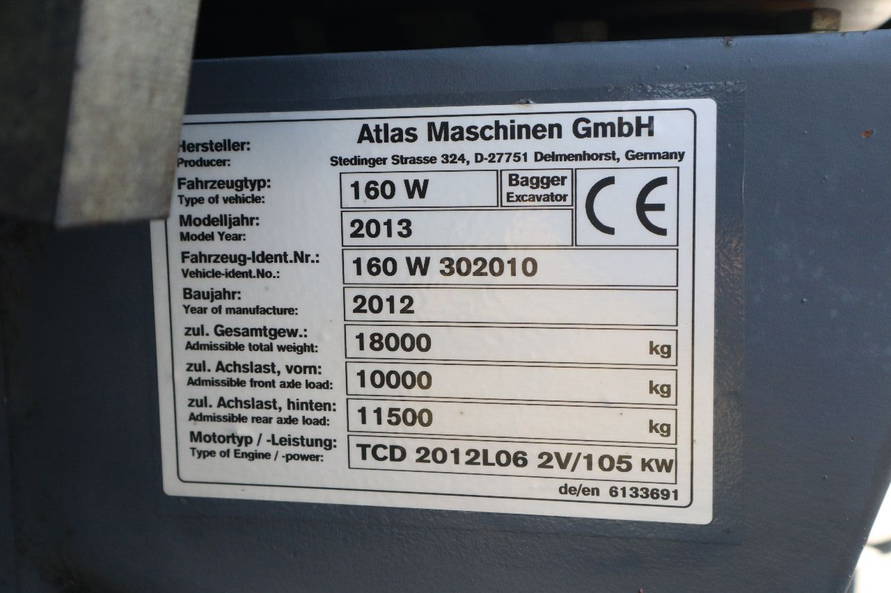 Hersteller: Atlas Maschinen GmbH
Producer: Stedinger Strasse 324, D-27751 Delmenhorst, Germany
Fahrzeugtyp: 160 W Bagger
Type of vehicle: Excavator
CE
Modelljahr: 2013
Model Year:
Fahrzeug-Ident.Nr.: 160 W 302010
Vehicle-ident.No.:
Baujahr: 2012
Year of manufacture:
zul. Gesamtgew.: 18000 kg
Admissible total weight:
zul. Achslast, vorn: 10000 kg
Admissible front axle load:
zul. Achslast, hinten: 11500 kg
Admissible rear axle load:
Motortyp / -Leistung: TCD 2012L06 2V/105 KW
Type of Engine / -power:
de/en 6133691